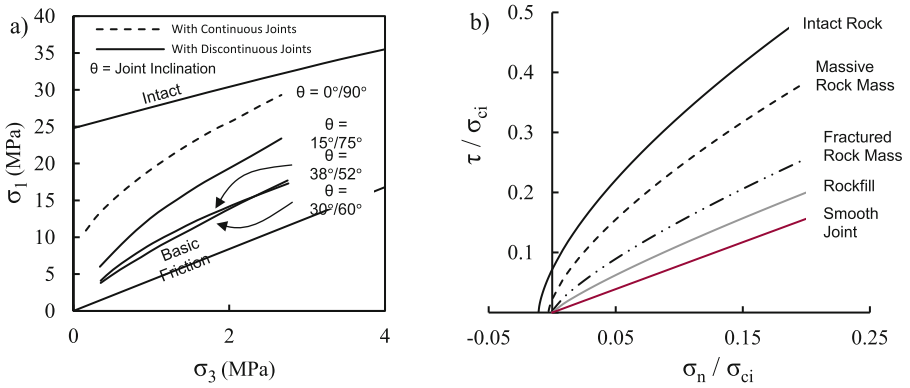 a)
40
35
30
25
20
15
10
5
0
σ1 (MPa)
With Continuous Joints
With Discontinuous Joints
θ = Joint Inclination
Intact
θ = 0°/90°
θ =
15°/75°
θ =
38°/52°
θ =
30°/60°
Basic
Friction
0
2
4
σ3 (MPa)
b)
0.5
0.4
0.3
0.2
0.1
τ / σci
Intact Rock
Massive
Rock Mass
Fractured
Rock Mass
Rockfill
Smooth
Joint
-0.05
0.05
0.15
0.25
σn / σci